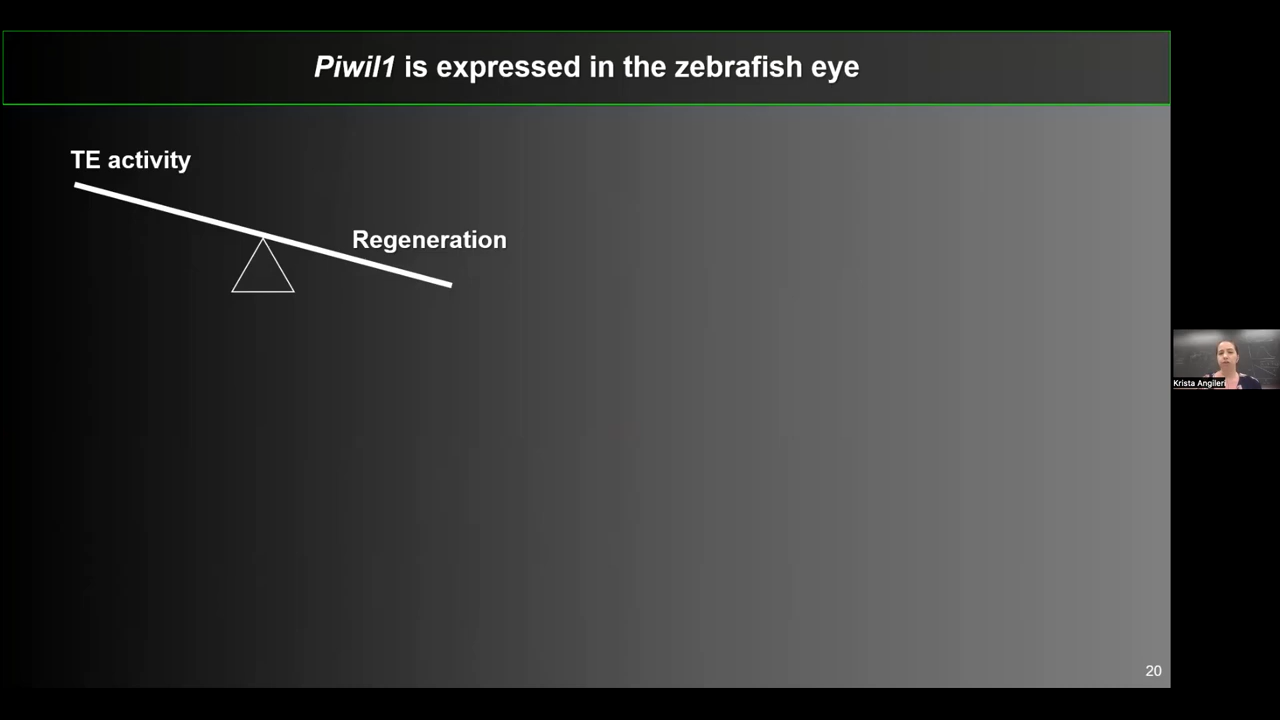 Piwil1 is expressed in the zebrafish eye
TE activity
Regeneration
Krista Angileri
20